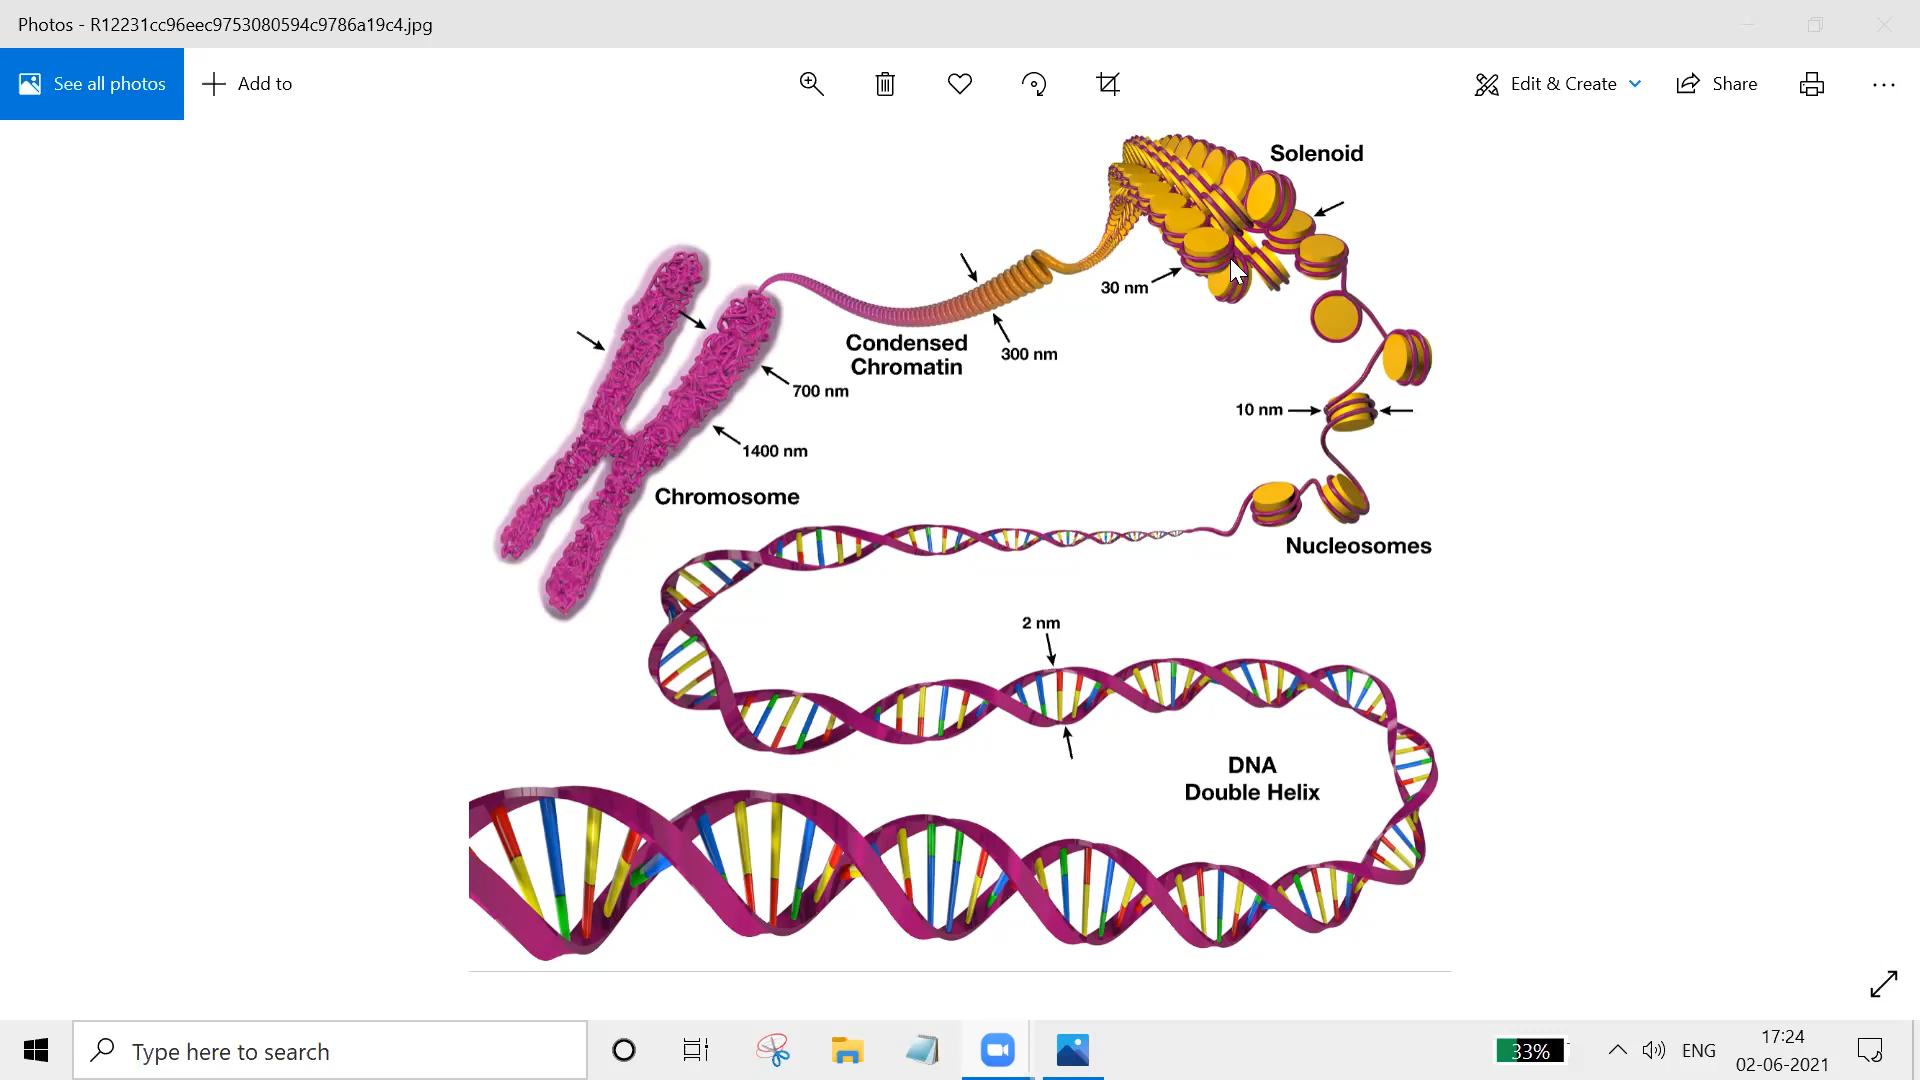 Photos - R12231cc96eec9753080594c9786a19c4.jpg
See all photos
Add to
Edit & Create
Share
Solenoid
30 nm
Condensed
Chromatin
300 nm
700 nm
10 nm
1400 nm
Chromosome
Nucleosomes
2 nm
DNA
Double Helix
Type here to search
33%
ENG
17:24
02-06-2021